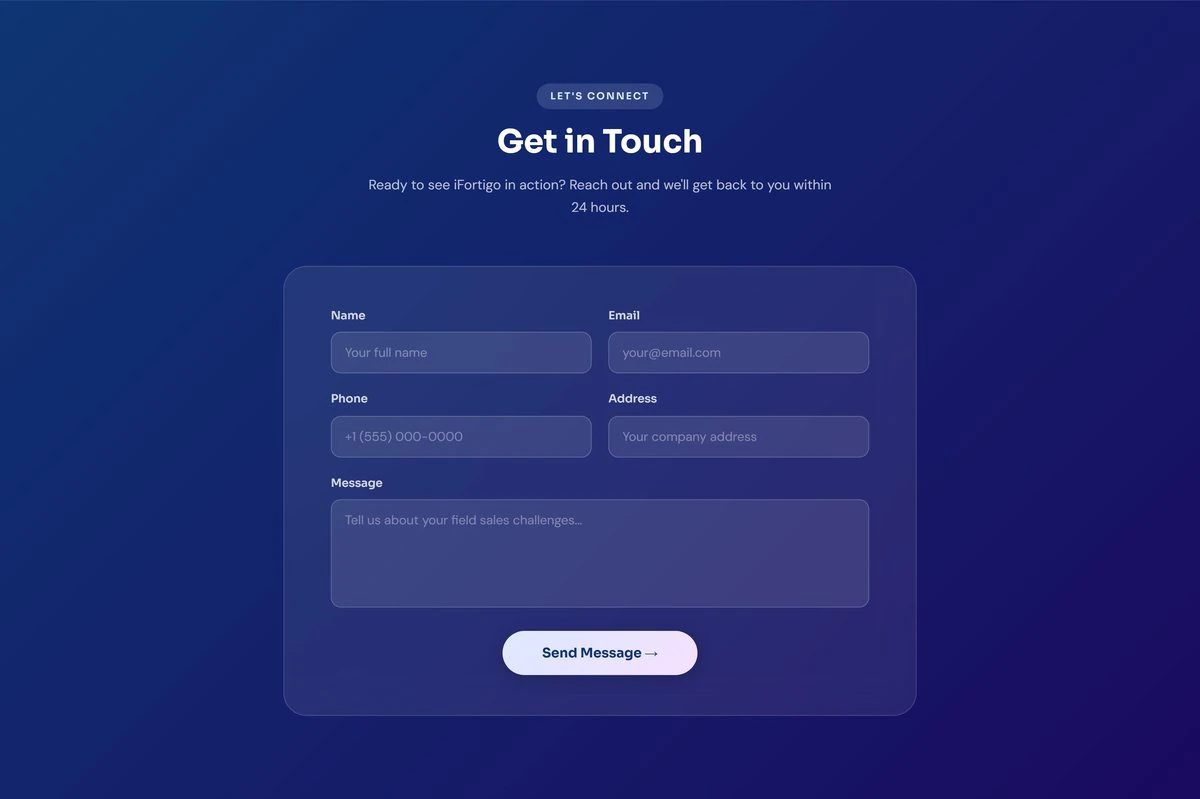 LET'S CONNECT
Get in Touch
Ready to see iFortigo in action? Reach out and we'll get back to you within
24 hours.
Name
Email
Your full name
your@email.com
Phone
Address
+1 (555) 000-0000
Your company address
Message
Tell us about your field sales challenges...
Send Message →